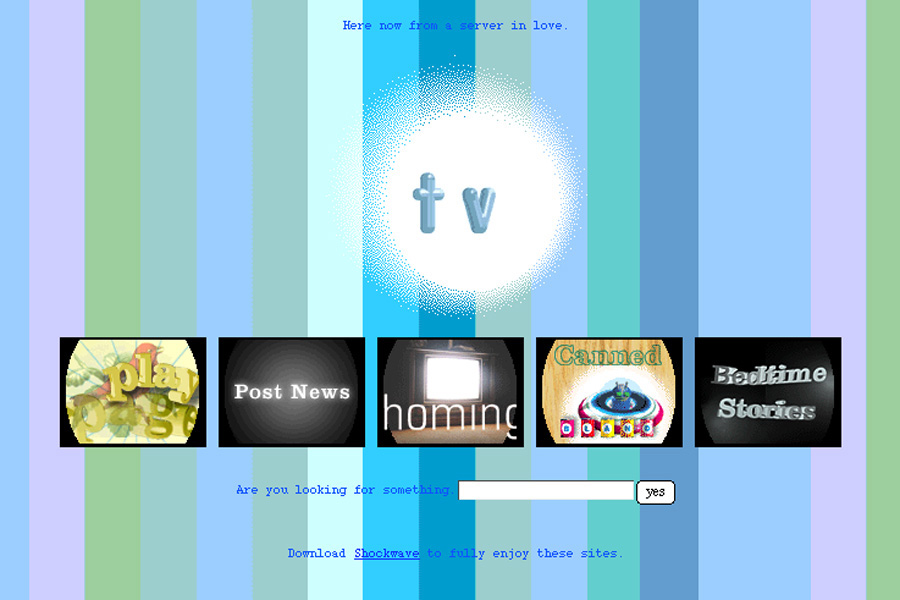 Here now from a server in love.
tv
play
page
Post News
homing
Canned
BLAND
Bedtime
Stories
Are you looking for something. yes
Download Shockwave to fully enjoy these sites.